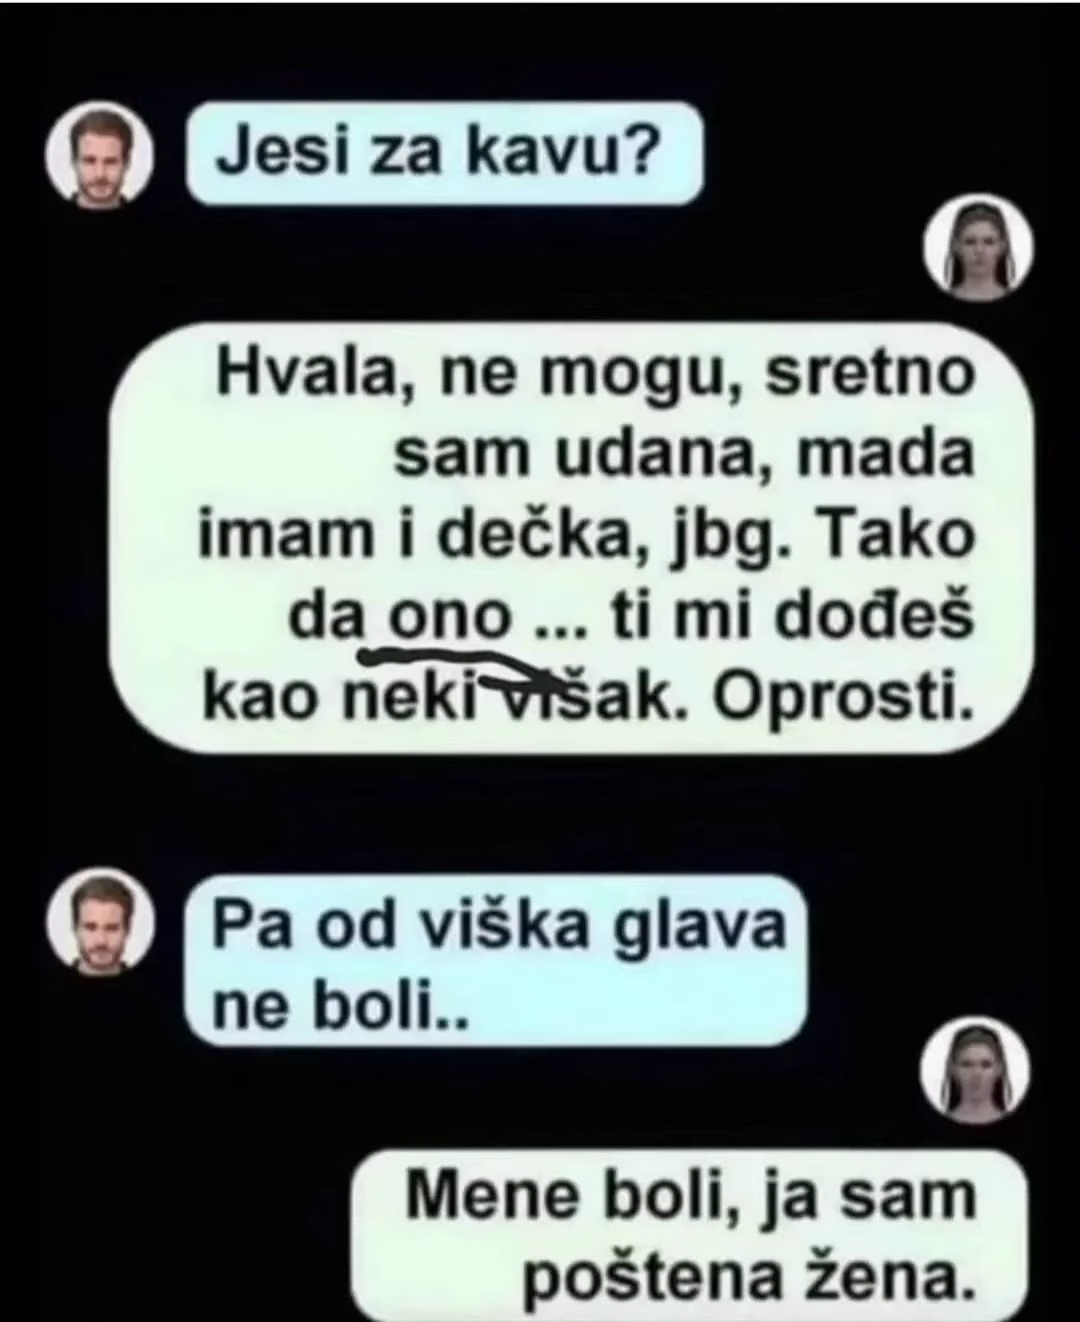 Jesi za kavu?
Hvala, ne mogu, sretno
sam udana, mada
imam i dečka, jbg. Tako
da ono ... ti mi dođeš
kao neki višak. Oprosti.
Pa od viška glava
ne boli..
Mene boli, ja sam
poštena žena.